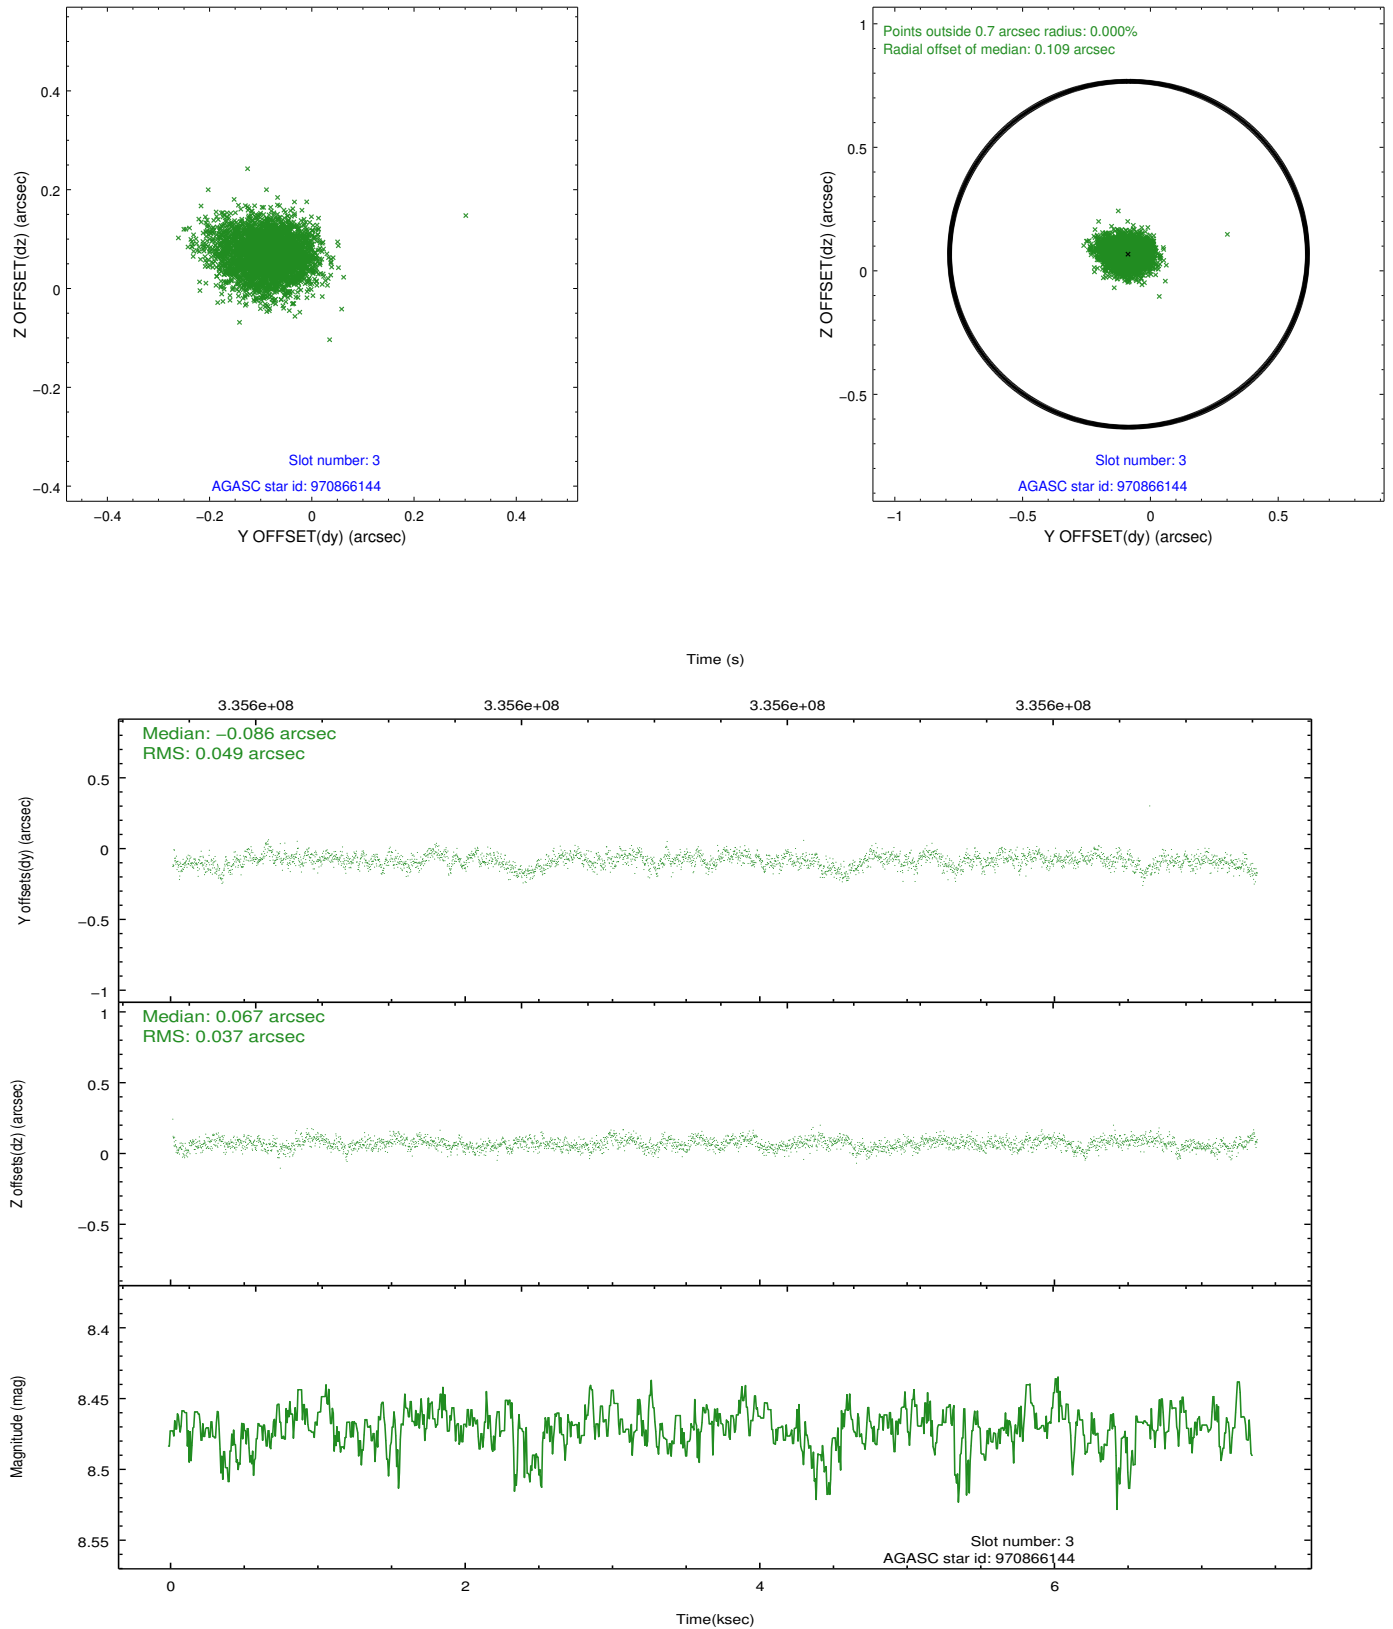 0.4
0.2
0
−0.2
−0.4
Z OFFSET(dz) (arcsec)
Slot number: 3
AGASC star id: 970866144
−0.4 −0.2 0 0.2 0.4
Y OFFSET(dy) (arcsec)
Points outside 0.7 arcsec radius: 0.000%
Radial offset of median: 0.109 arcsec
1
0.5
0
−0.5
Z OFFSET(dz) (arcsec)
Slot number: 3
AGASC star id: 970866144
−1 −0.5 0 0.5
Y OFFSET(dy) (arcsec)
Time (s)
3.356e+08 3.356e+08 3.356e+08 3.356e+08
Median: −0.086 arcsec
RMS: 0.049 arcsec
0.5
0
−0.5
−1
Y offsets(dy) (arcsec)
Median: 0.067 arcsec
RMS: 0.037 arcsec
1
0.5
0
−0.5
Z offsets(dz) (arcsec)
8.4
8.45
8.5
8.55
Magnitude (mag)
Slot number: 3
AGASC star id: 970866144
0 2 4 6
Time(ksec)